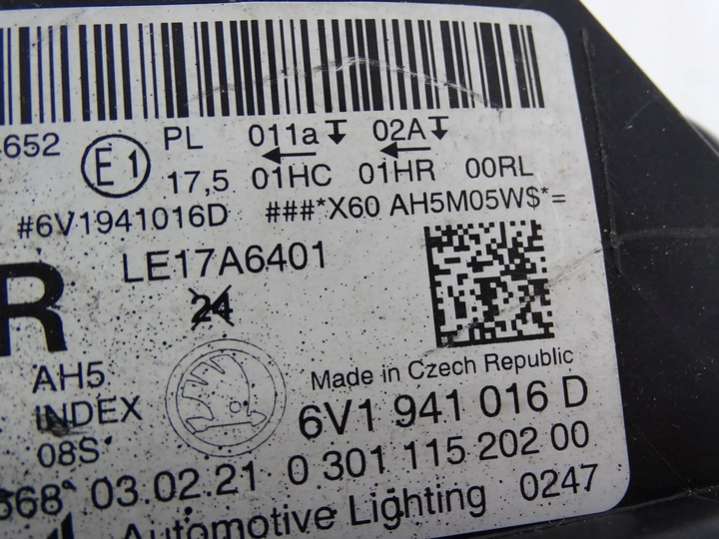 652 E1 PL 011a 02A
17,5 01HC 01HR 00RL
#6V1941016D ###*X60 AH5M05W$*=
LE17A6401
R 24
AH5
INDEX
08S
Made in Czech Republic
6V1 941 016 D
668 03.02.21 0 301 115 202 00
Automotive Lighting 0247